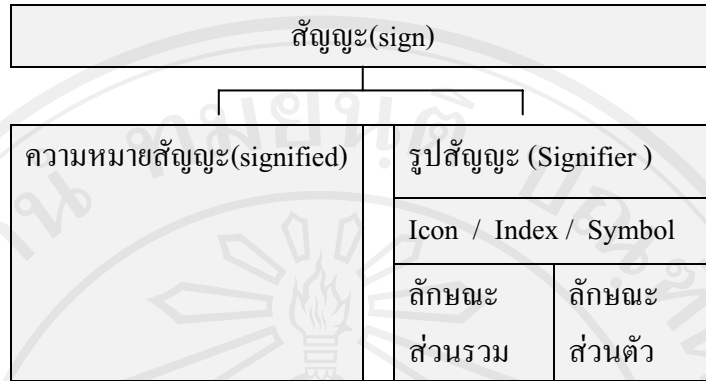 สัญญะ(sign)
ความหมายสัญญะ(signified)
รูปสัญญะ (Signifier )
Icon / Index / Symbol
ลักษณะ
ส่วนรวม
ลักษณะ
ส่วนตัว